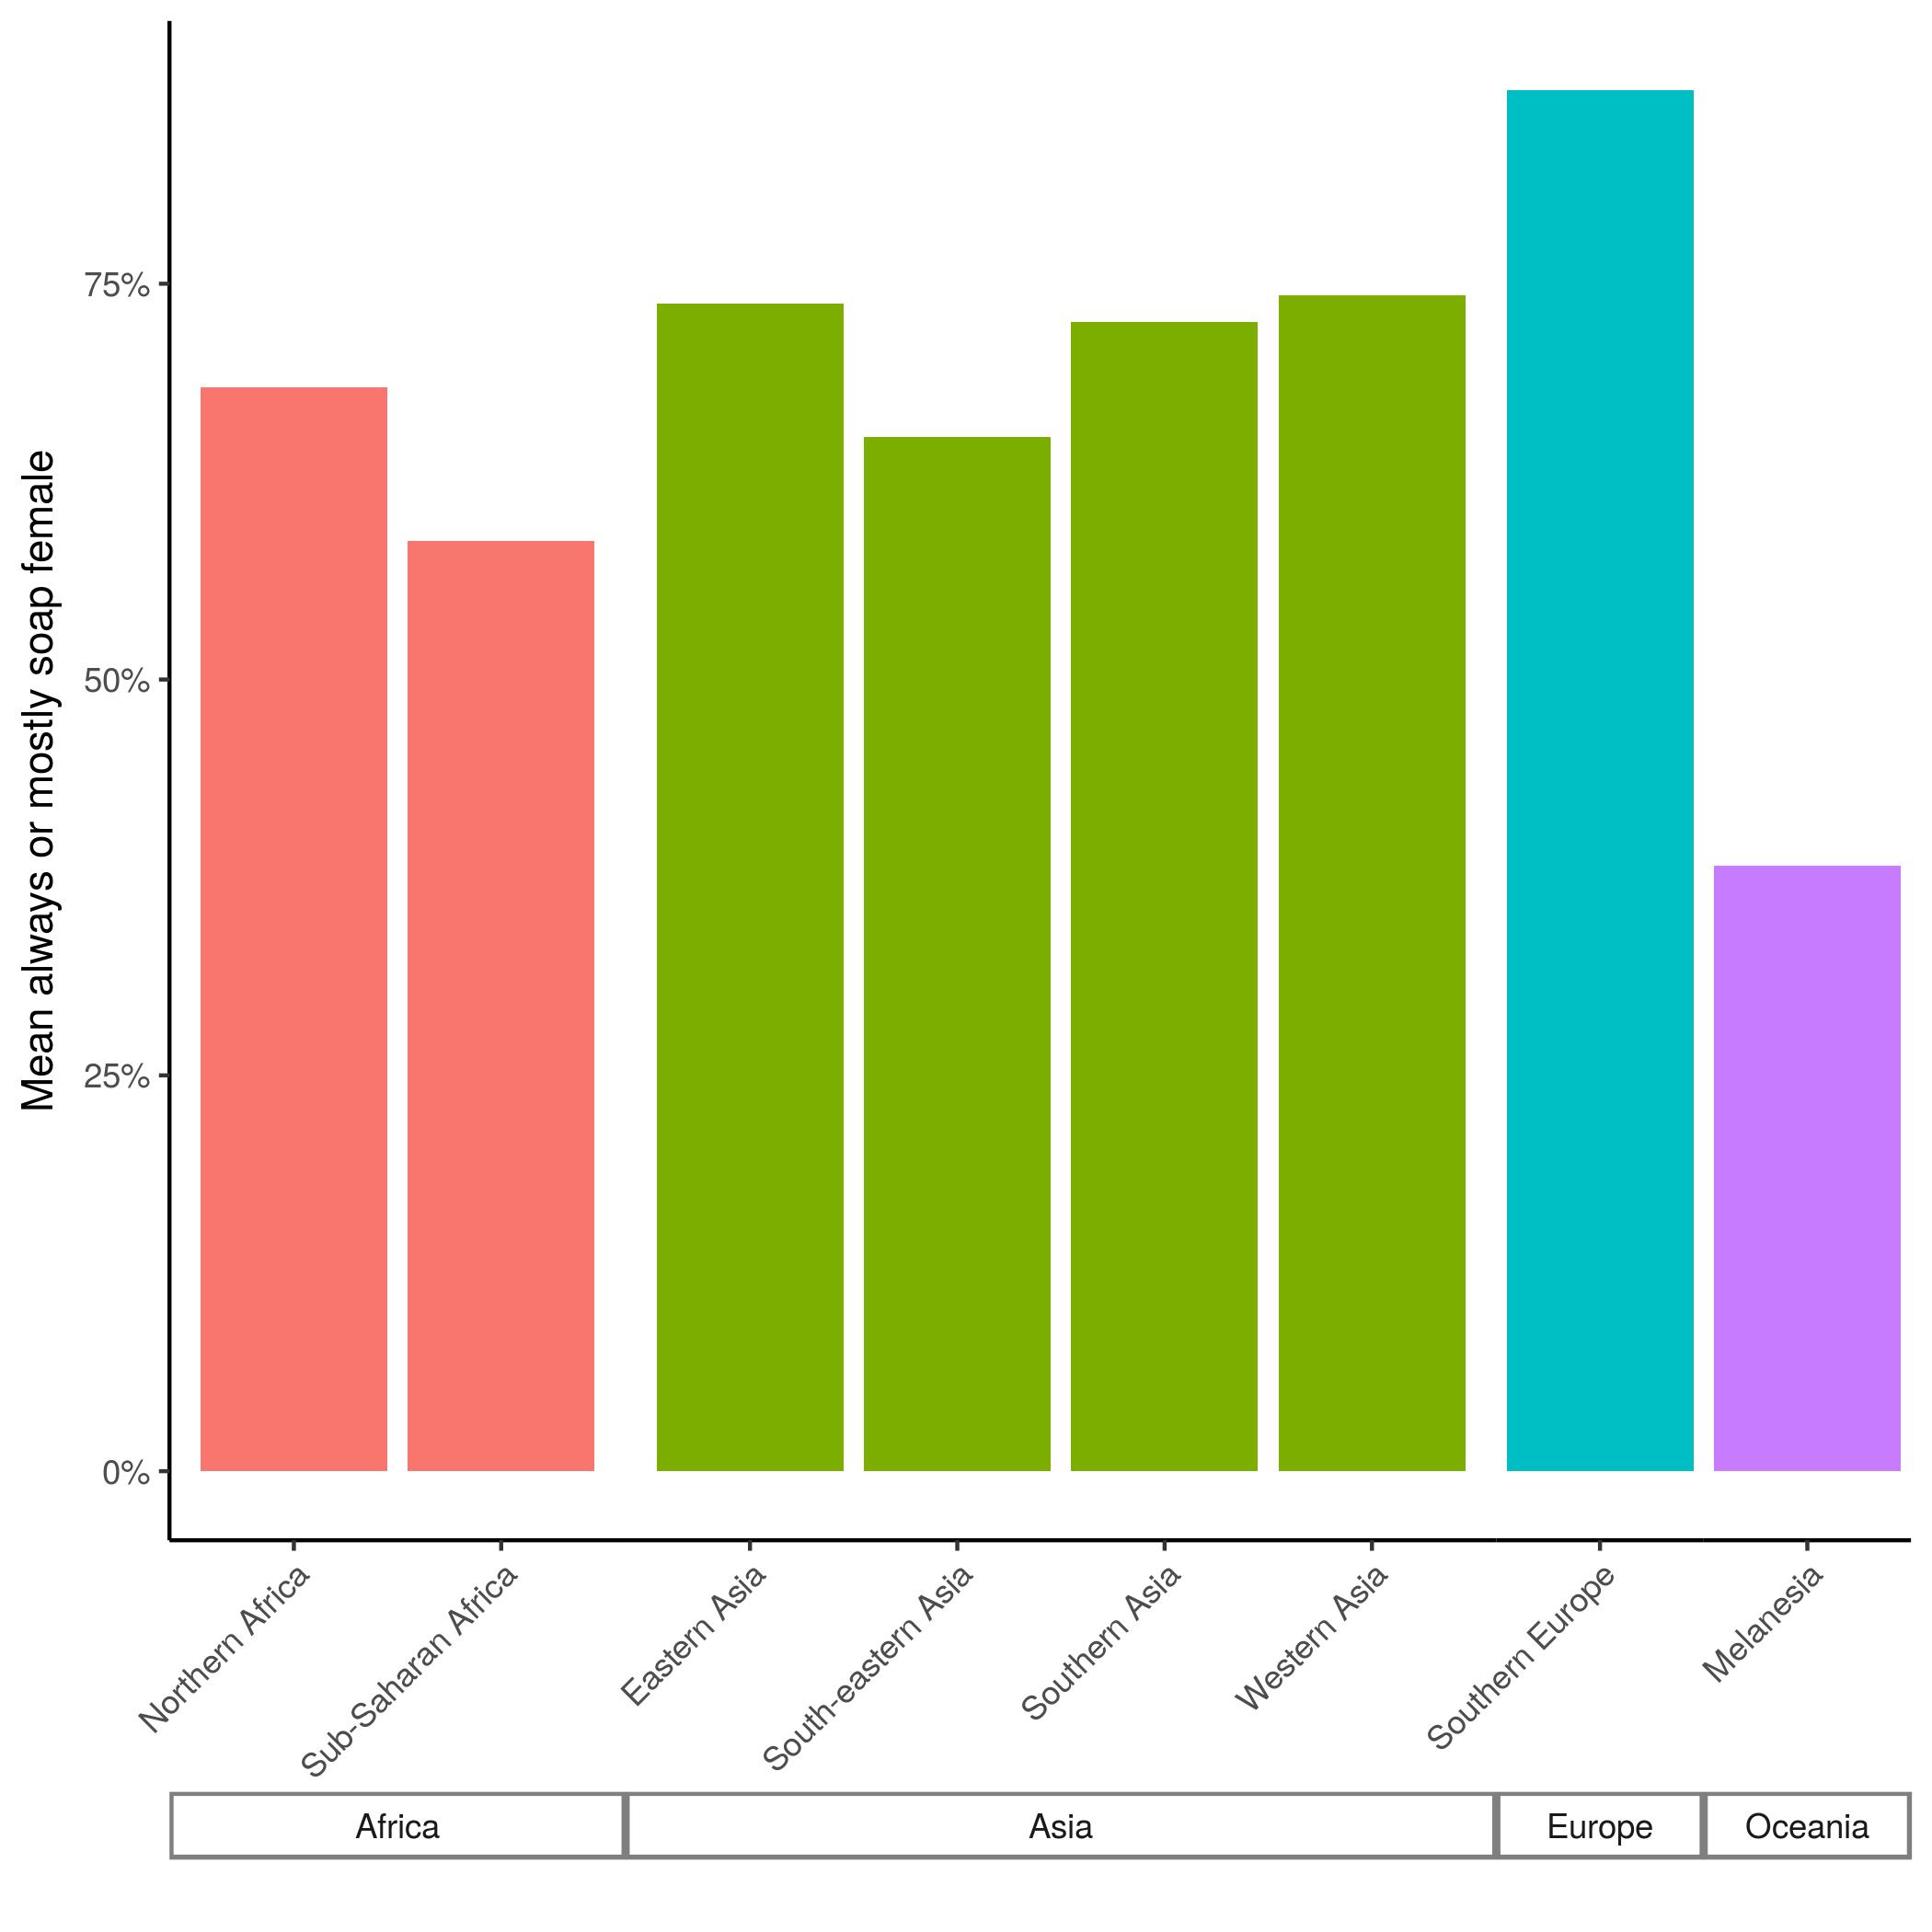 Mean always or mostly soap female
75%
50%
25%
0%
Northern Africa
Sub-Saharan Africa
Eastern Asia
South-eastern Asia
Southern Asia
Western Asia
Southern Europe
Melanesia
Africa
Asia
Europe
Oceania